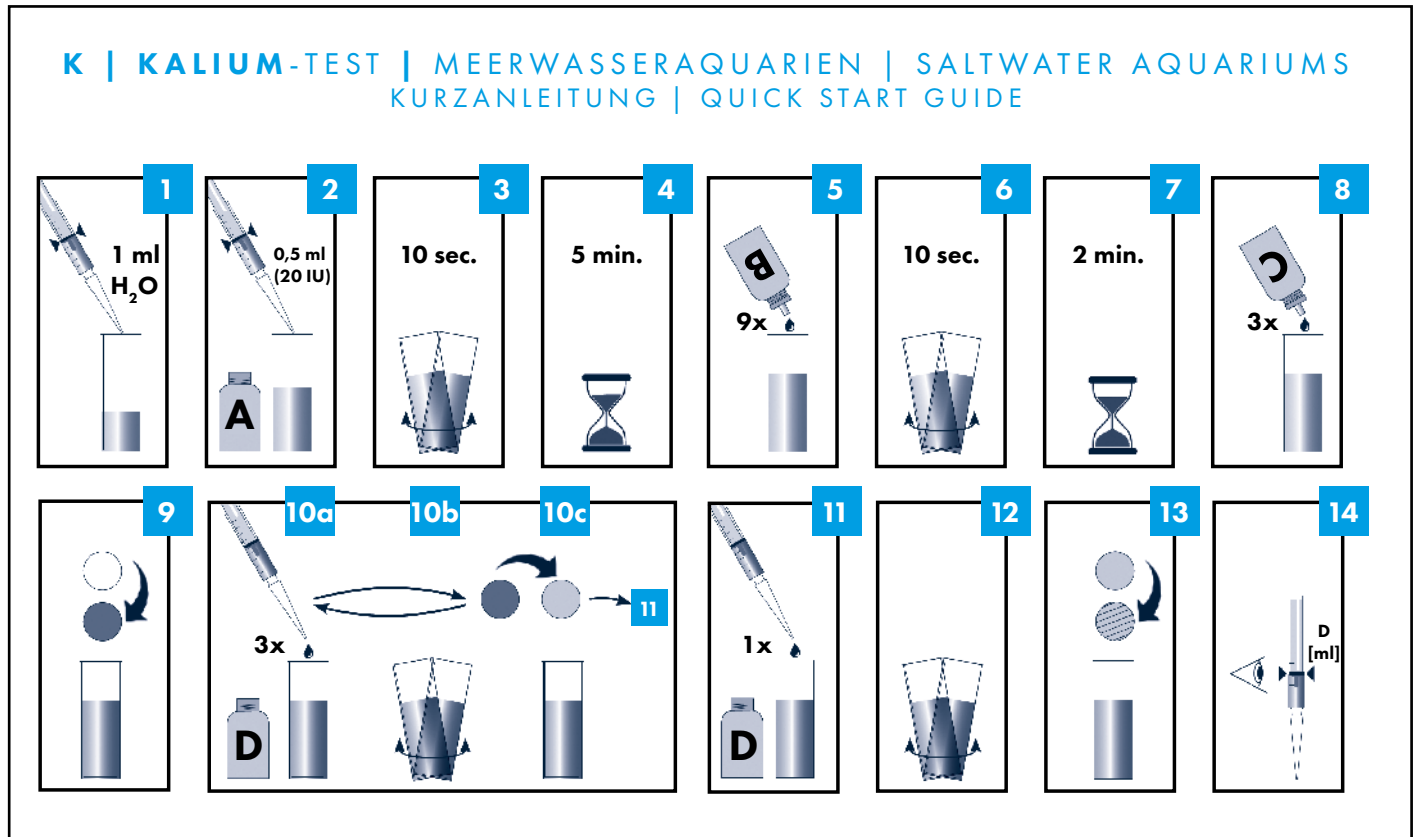 K | KALIUM-TEST | MEERWASSERAQUARIEN | SALTWATER AQUARIUMS
KURZANLEITUNG | QUICK START GUIDE
1
1 ml
H₂O
2
0,5 ml
(20 IU)
A
3
10 sec.
4
5 min.
5
B
9x
6
10 sec.
7
2 min.
8
C
3x
9
10a
10b
10c
11
3x
D
11
1x
D
12
13
14
D
[ml]